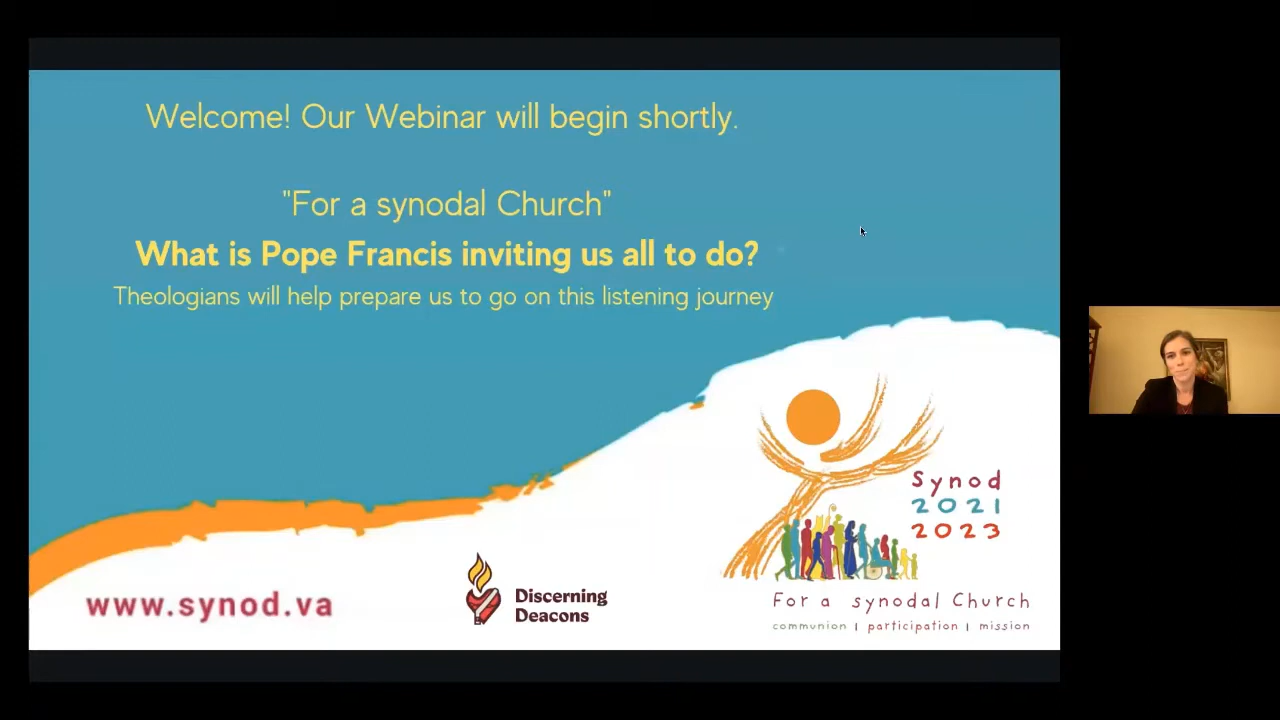 Welcome! Our Webinar will begin shortly.
"For a synodal Church"
What is Pope Francis inviting us all to do?
Theologians will help prepare us to go on this listening journey
Synod
2021
2023
www.synod.va
Discerning
Deacons
For a synodal Church
communion | participation | mission